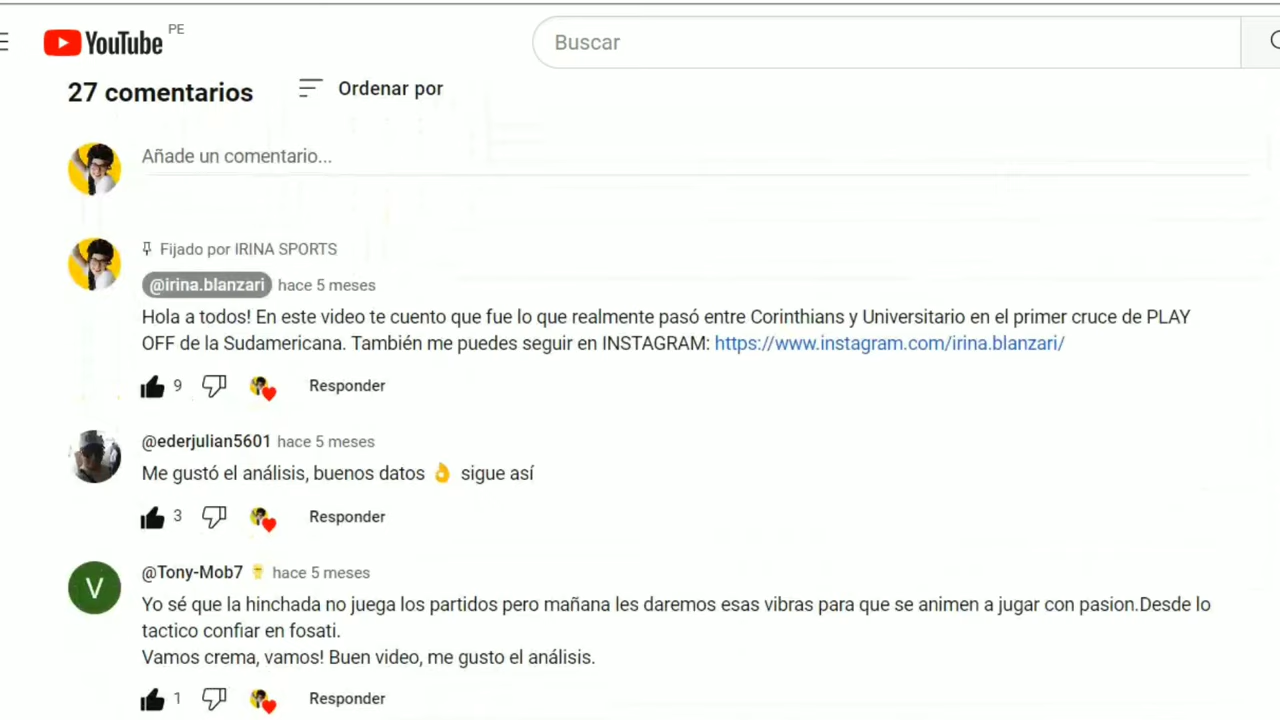 YouTube PE
Buscar
27 comentarios
Ordenar por
Añade un comentario...
Fijado por IRINA SPORTS
@irina.blanzari hace 5 meses
Hola a todos! En este video te cuento que fue lo que realmente pasó entre Corinthians y Universitario en el primer cruce de PLAY
OFF de la Sudamericana. También me puedes seguir en INSTAGRAM: https://www.instagram.com/irina.blanzari/
9
Responder
@ederjulian5601 hace 5 meses
Me gustó el análisis, buenos datos 👌 sigue así
3
Responder
V
@Tony-Mob7 hace 5 meses
Yo sé que la hinchada no juega los partidos pero mañana les daremos esas vibras para que se animen a jugar con pasion.Desde lo
tactico confiar en fosati.
Vamos crema, vamos! Buen video, me gusto el análisis.
1
Responder